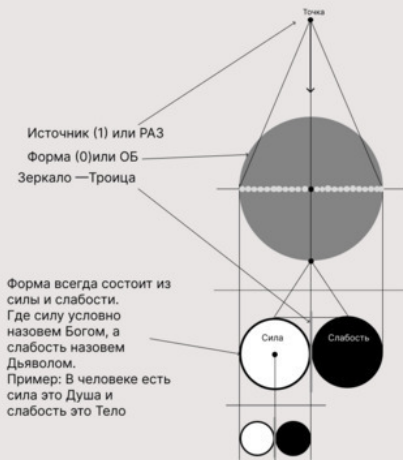 Точка
Источник (1) или РАЗ
Форма (0)или ОБ
Зеркало —Троица
Форма всегда состоит из
силы и слабости.
Где силу условно
назовем Богом, а
слабость назовем
Дьяволом.
Пример: В человеке есть
сила это Душа и
слабость это Тело
Сила
Слабость